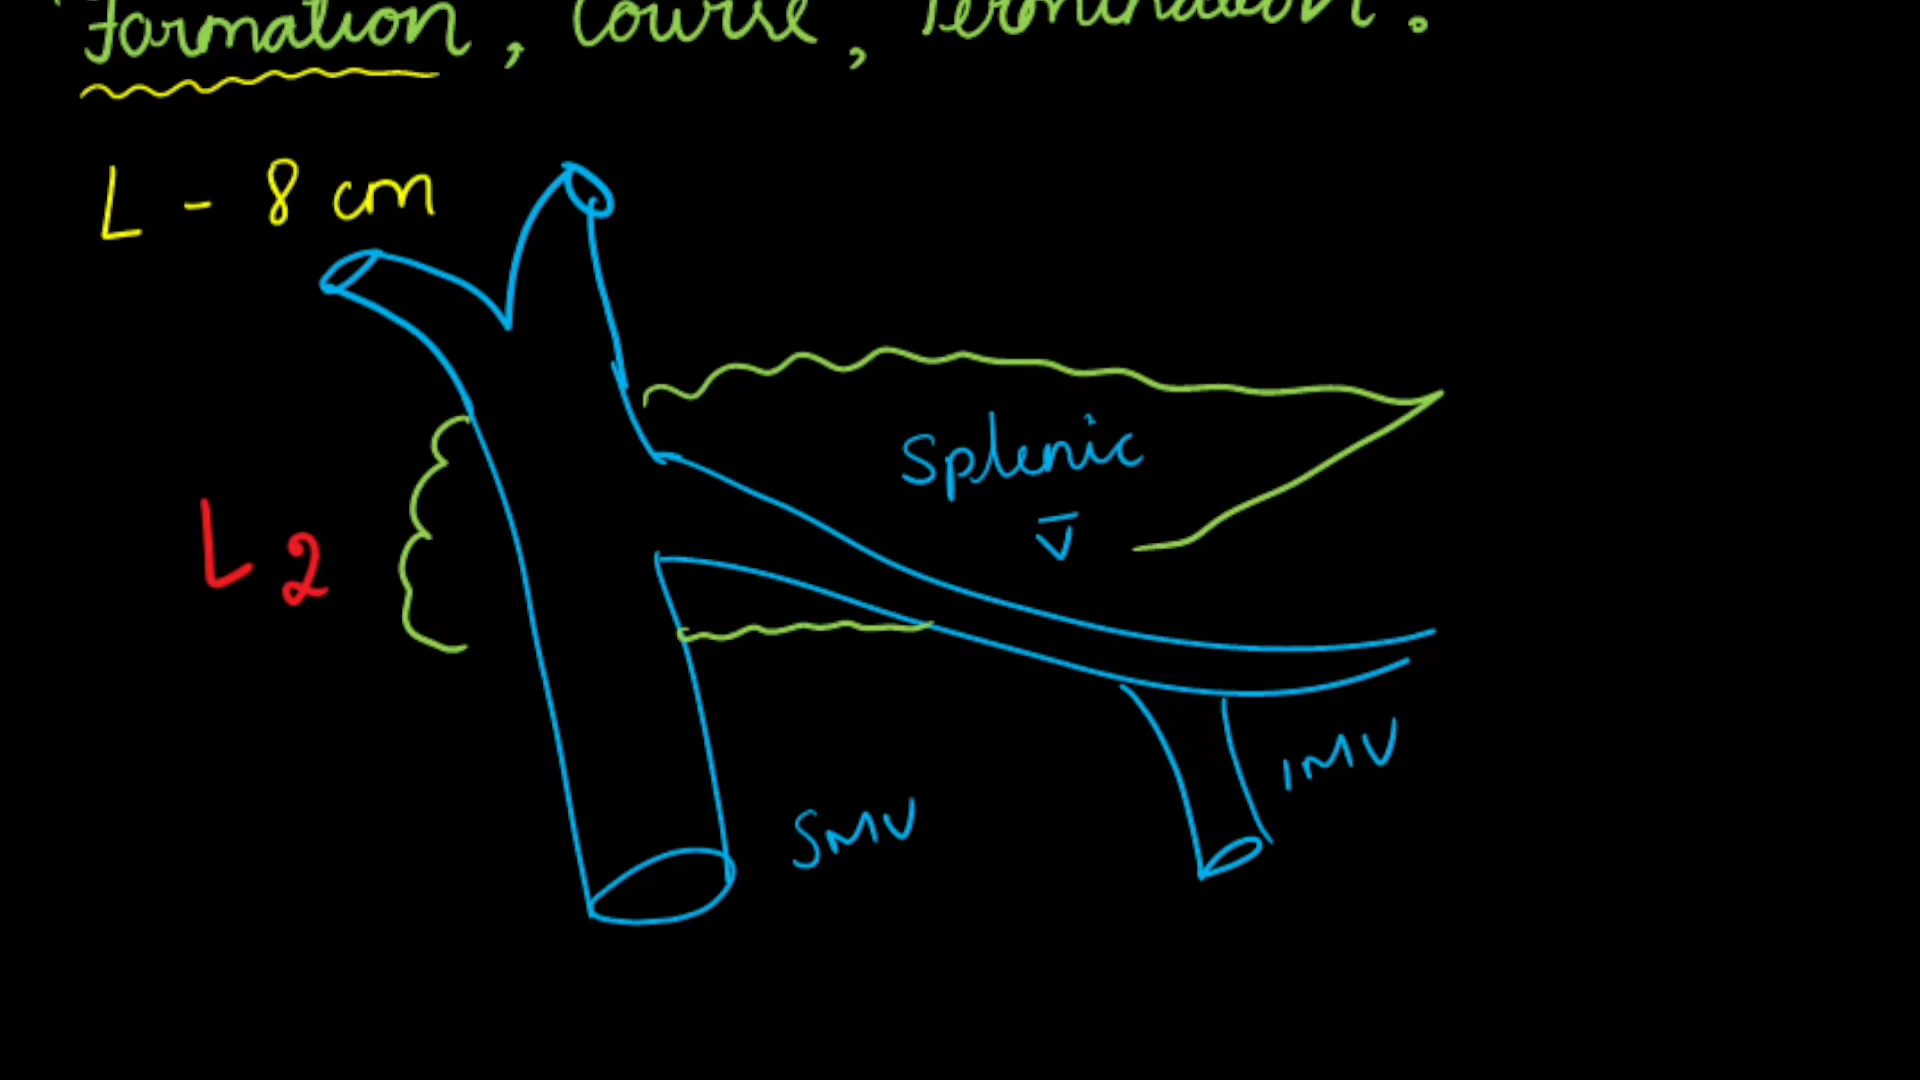 Formation, Course, Termination.
L - 8 cm
Splenic
V̄
L2
IMV
SMV